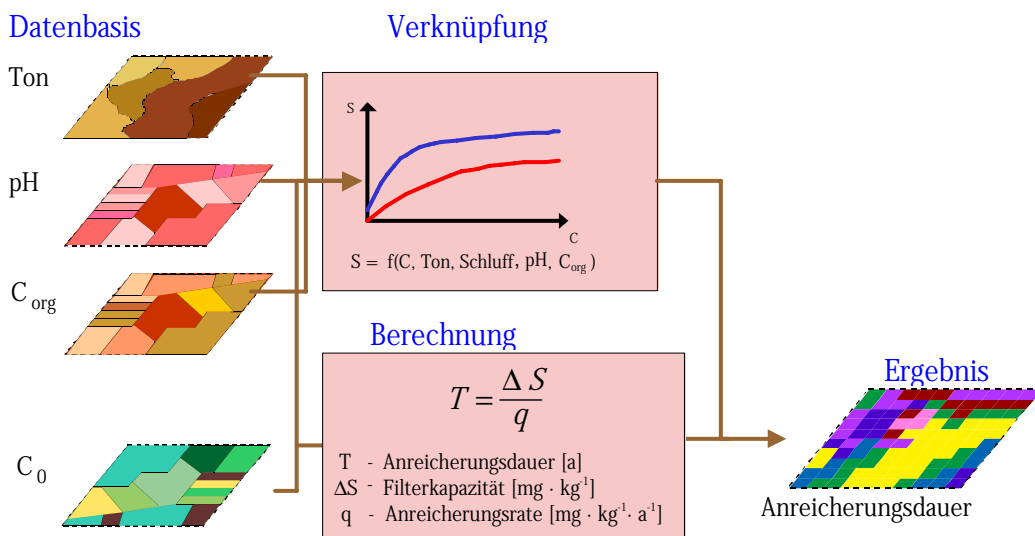 Datenbasis
Ton
pH
C org
C0
Verknüpfung
S
C
S = f(C, Ton, Schluff, pH, Corg)
Berechnung
T = ΔS / q
T - Anreicherungsdauer [a]
ΔS - Filterkapazität [mg · kg⁻¹]
q - Anreicherungsrate [mg · kg⁻¹ · a⁻¹]
Ergebnis
Anreicherungsdauer